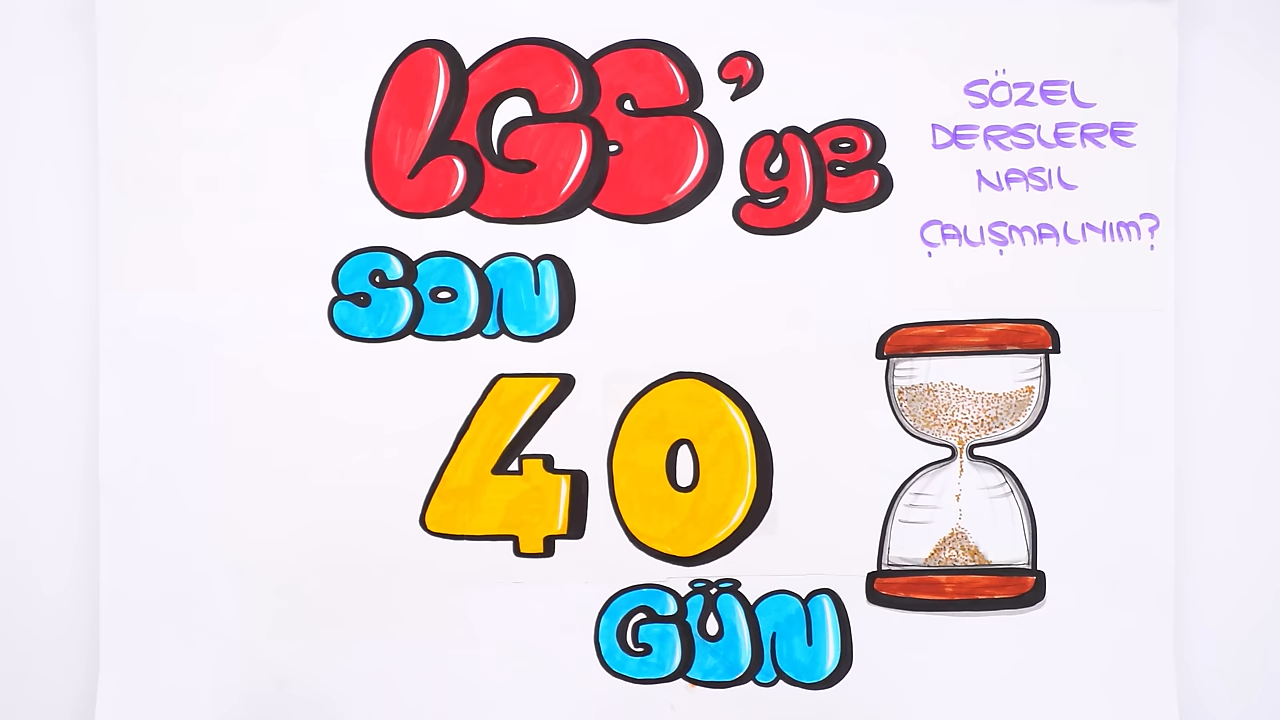 LGS'ye
SON
40
GÜN
SÖZEL
DERSLERE
NASIL
ÇALIŞMALIYIM?